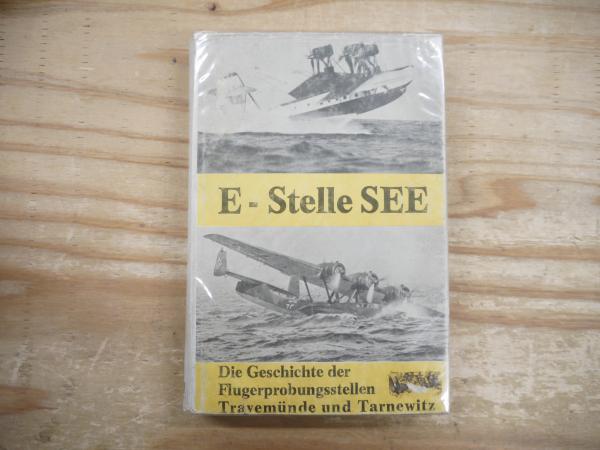 E - Stelle SEE
Die Geschichte der
Flugerprobungsstellen
Travemünde und Tarnewitz